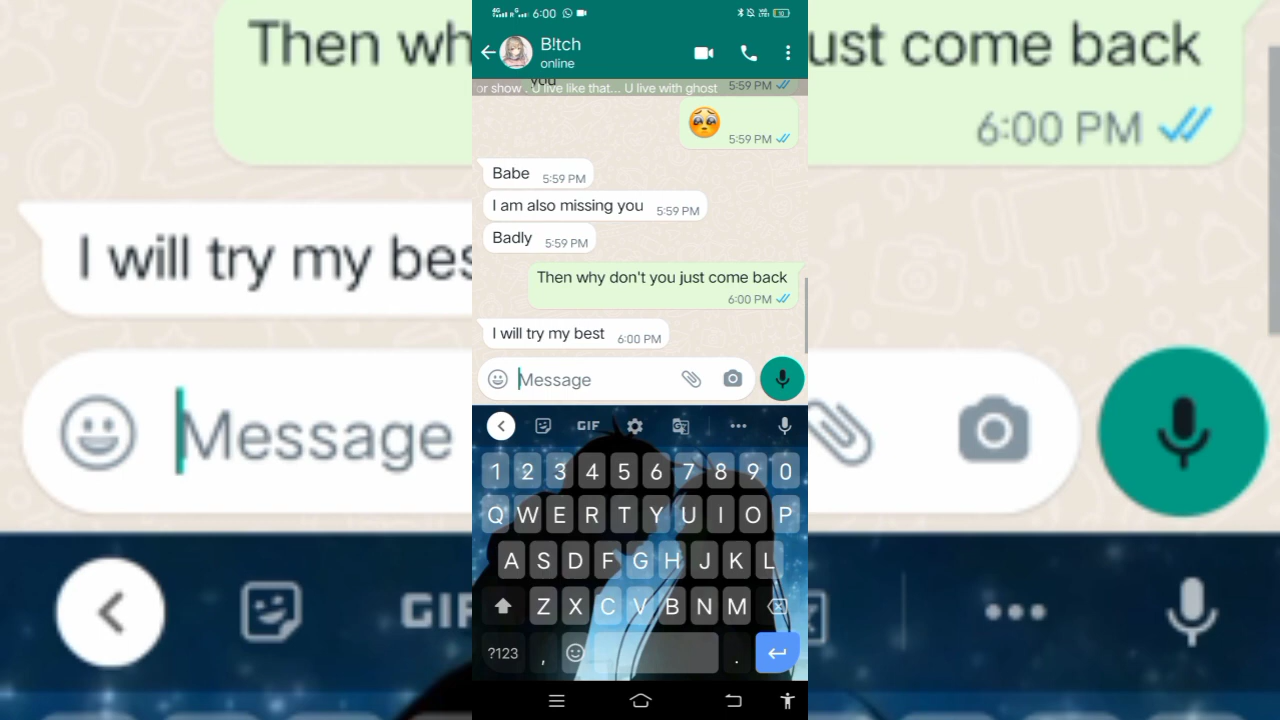 6:00
B!tch
online
you
5:59 PM
or show . U live like that... U live with ghost
🥺
5:59 PM
Babe 5:59 PM
I am also missing you 5:59 PM
Badly 5:59 PM
Then why don't you just come back
6:00 PM
I will try my best 6:00 PM
Message
GIF
1 2 3 4 5 6 7 8 9 0
Q W E R T Y U I O P
A S D F G H J K L
Z X C V B N M
?123 , .
Then wh
ust come back
6:00 PM
I will try my bes
Message
GIF